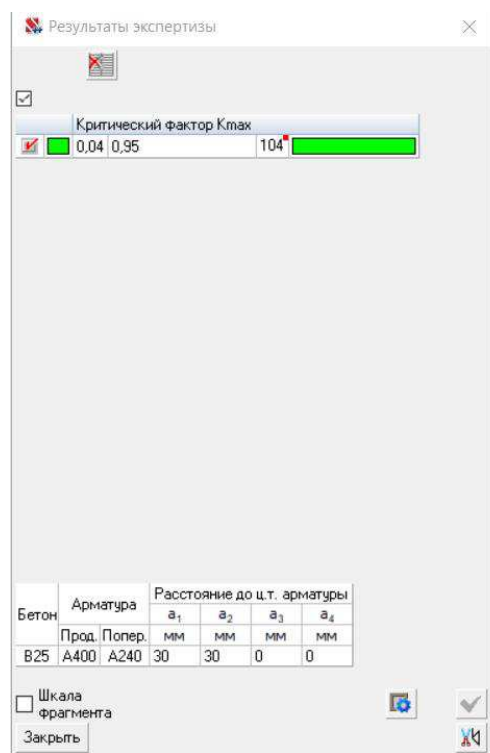 Результаты экспертизы
Критический фактор Kmax
0,04 0,95 104
Бетон Арматура Расстояние до ц.т. арматуры
a1 a2 a3 a4
Прод. Попер. мм мм мм мм
B25 A400 A240 30 30 0 0
Шкала
фрагмента
Закрыть